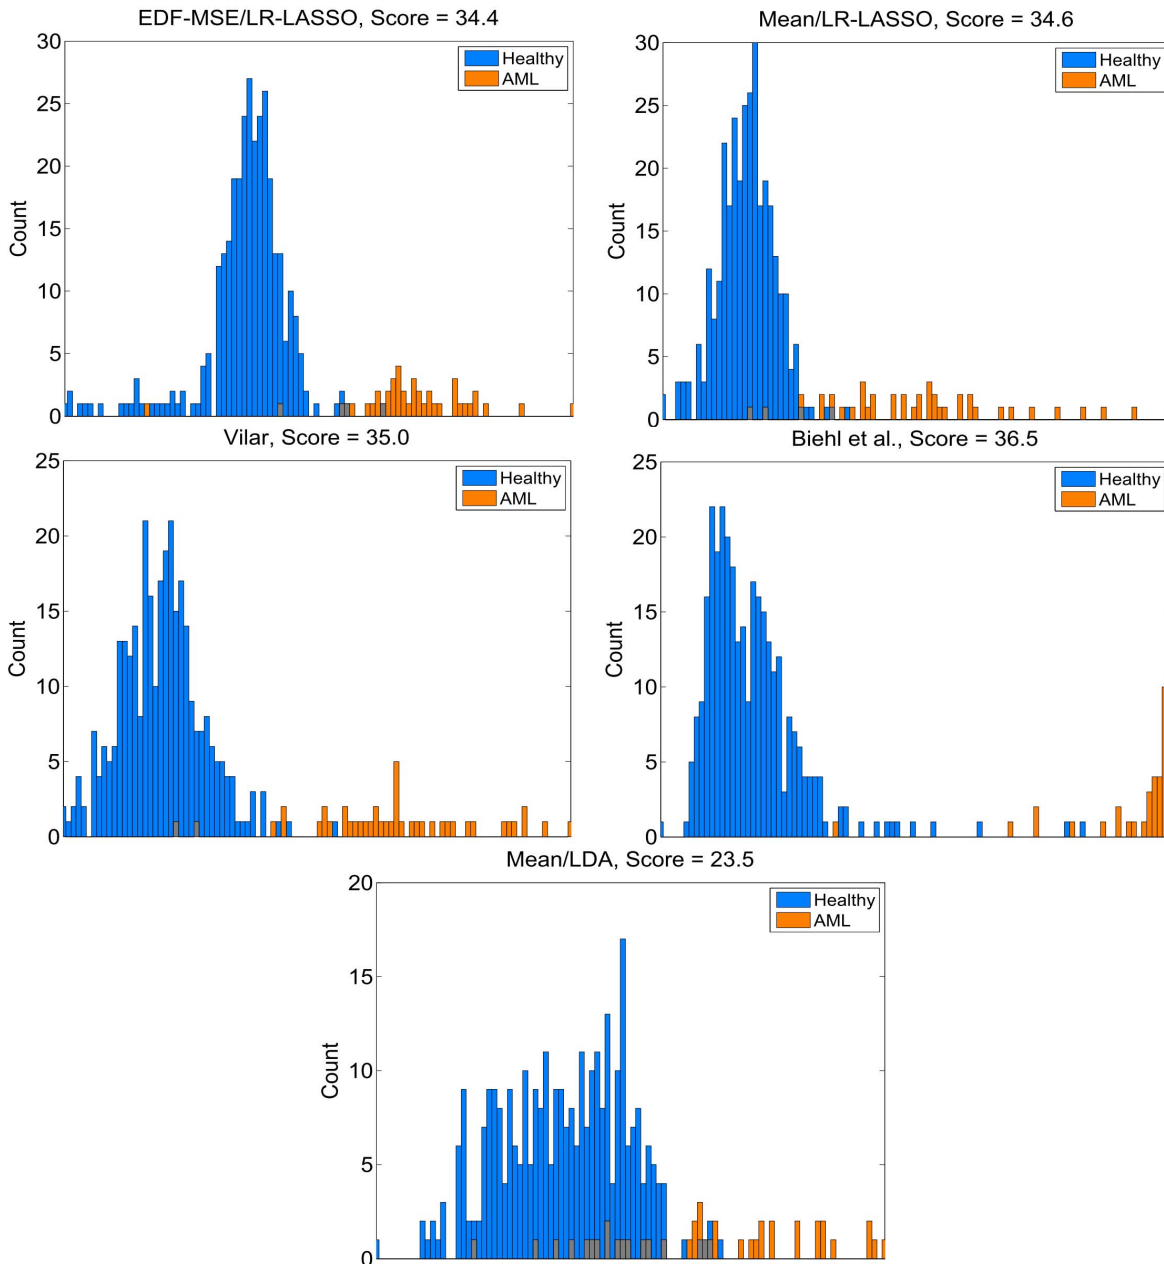 EDF-MSE/LR-LASSO, Score = 34.4
30
25
20
15
10
5
0
Count
Healthy
AML
Mean/LR-LASSO, Score = 34.6
30
25
20
15
10
5
0
Count
Healthy
AML
Vilar, Score = 35.0
25
20
15
10
5
0
Count
Healthy
AML
Biehl et al., Score = 36.5
25
20
15
10
5
0
Count
Healthy
AML
Mean/LDA, Score = 23.5
20
15
10
5
0
Count
Healthy
AML